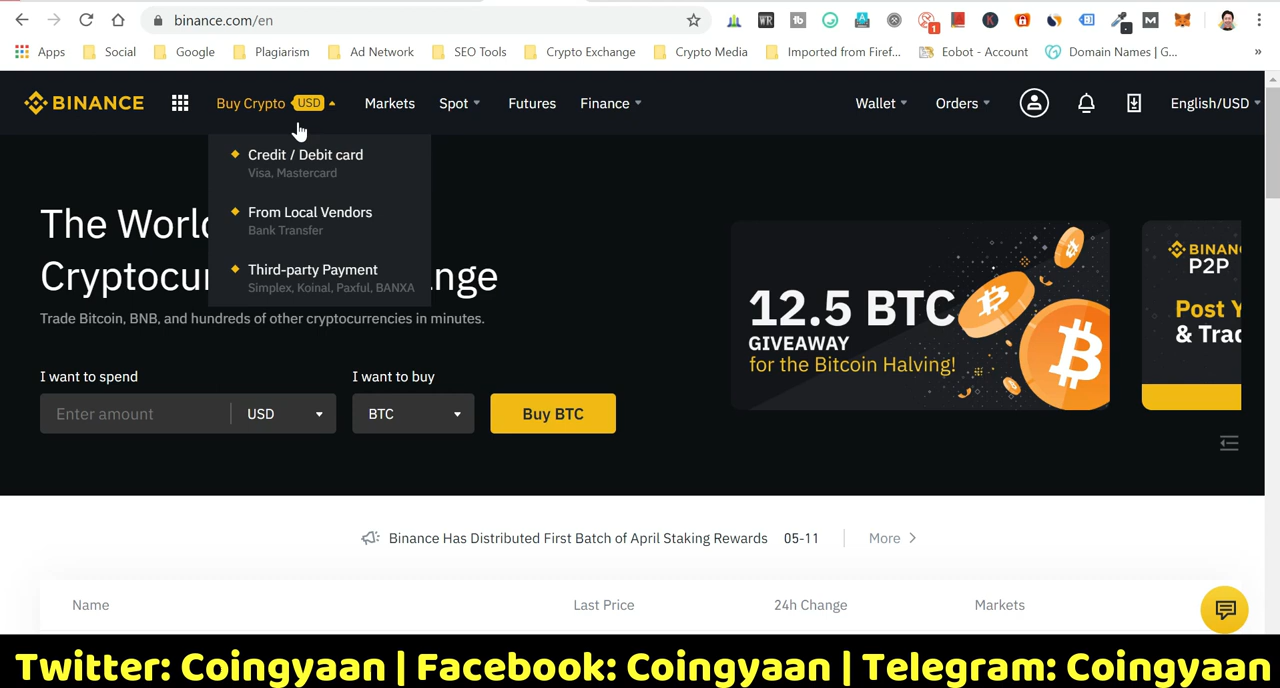 binance.com/en
Apps Social Google Plagiarism Ad Network SEO Tools Crypto Exchange Crypto Media Imported from Firef... Eobot - Account Domain Names | G... »
BINANCE Buy Crypto USD Markets Spot Futures Finance Wallet Orders English/USD
Credit / Debit card
Visa, Mastercard
From Local Vendors
Bank Transfer
Third-party Payment
Simplex, Koinal, Paxful, BANXA
The World
Cryptocur nge
Trade Bitcoin, BNB, and hundreds of other cryptocurrencies in minutes.
I want to spend I want to buy
Enter amount USD BTC Buy BTC
12.5 BTC
GIVEAWAY
for the Bitcoin Halving!
BINAN
P2P
Post Y
& Trad
Binance Has Distributed First Batch of April Staking Rewards 05-11 More
Name Last Price 24h Change Markets
Twitter: Coingyaan | Facebook: Coingyaan | Telegram: Coingyaan